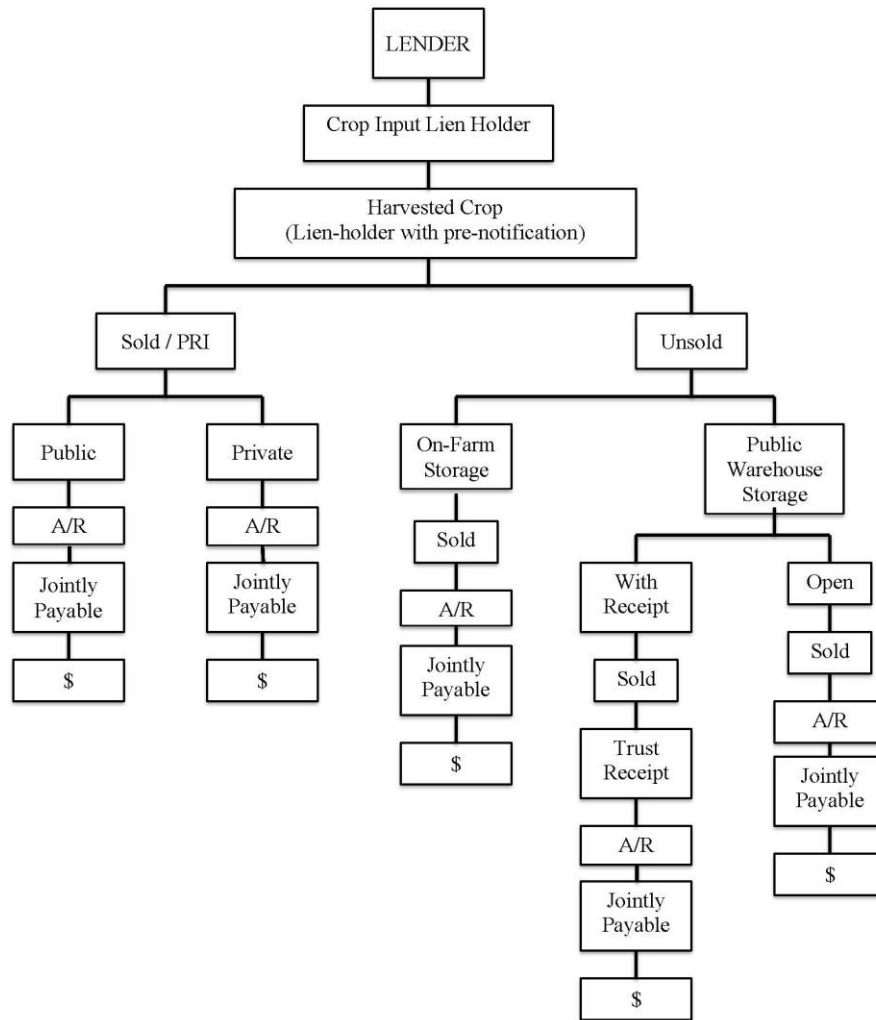 LENDER
Crop Input Lien Holder
Harvested Crop
(Lien-holder with pre-notification)
Sold / PRI
Unsold
Public
Private
On-Farm
Storage
Public
Warehouse
Storage
A/R
A/R
Sold
Jointly
Payable
Jointly
Payable
With
Receipt
Open
A/R
Sold
Sold
$
$
Jointly
Payable
Trust
Receipt
A/R
$
Jointly
Payable
A/R
$
Jointly
Payable
$